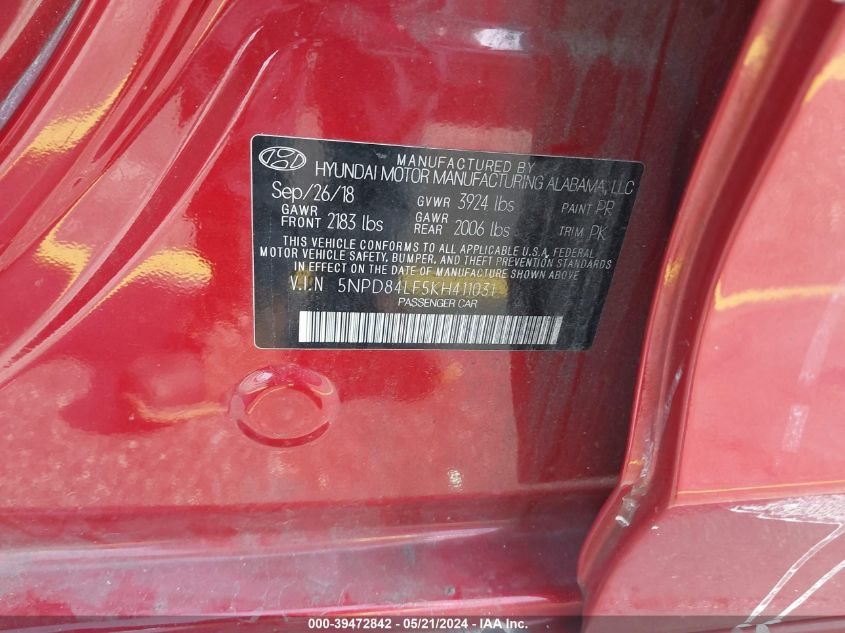 MANUFACTURED BY
HYUNDAI MOTOR MANUFACTURING ALABAMA, LLC
Sep/26/18 GVWR 3924 lbs PAINT PR
GAWR FRONT 2183 lbs GAWR REAR 2006 lbs TRIM PK
THIS VEHICLE CONFORMS TO ALL APPLICABLE U.S.A. FEDERAL
MOTOR VEHICLE SAFETY, BUMPER, AND THEFT PREVENTION STANDARDS
IN EFFECT ON THE DATE OF MANUFACTURE SHOWN ABOVE.
V.I.N 5NPD84LF5KH411031
PASSENGER CAR
000-39472842 - 05/21/2024 - IAA Inc.